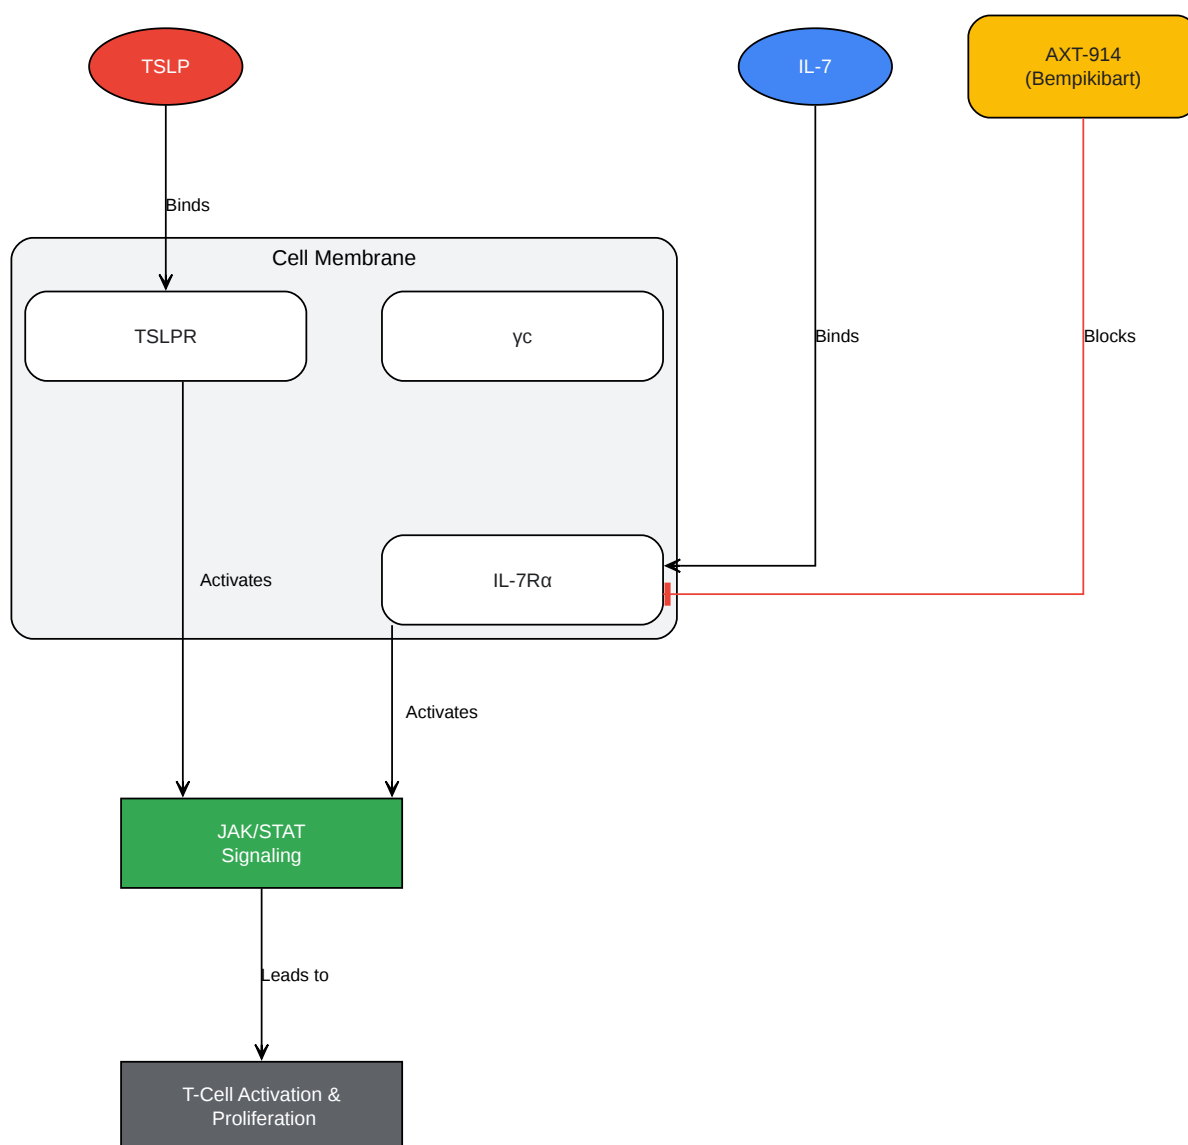 TSLP
IL-7
AXT-914
(Bempikibart)
Binds
Cell Membrane
TSLPR
γc
Binds
Blocks
IL-7Rα
Activates
Activates
JAK/STAT
Signaling
Leads to
T-Cell Activation &
Proliferation